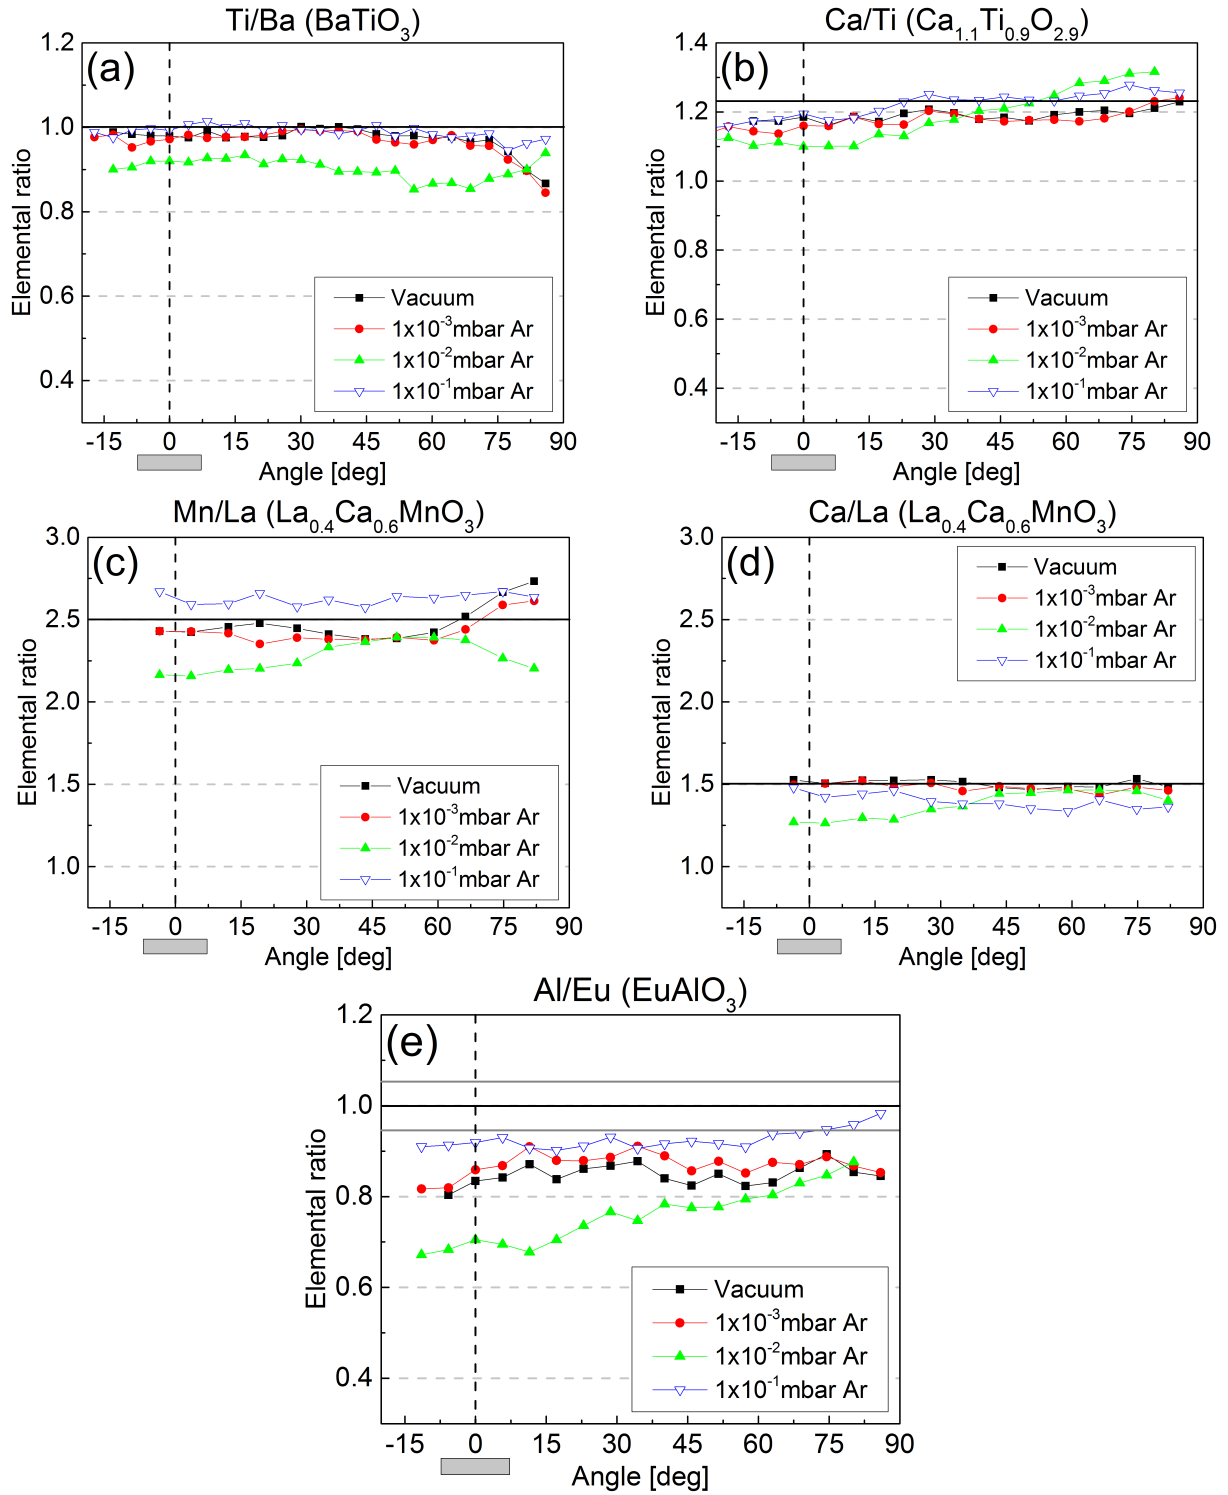 Ti/Ba (BaTiO3)
(a)
Elemental ratio
1.2
1.0
0.8
0.6
0.4
Vacuum
1x10-3mbar Ar
1x10-2mbar Ar
1x10-1mbar Ar
-15 0 15 30 45 60 75 90
Angle [deg]
Ca/Ti (Ca1.1Ti0.9O2.9)
(b)
Elemental ratio
1.4
1.2
1.0
0.8
0.6
0.4
Vacuum
1x10-3mbar Ar
1x10-2mbar Ar
1x10-1mbar Ar
-15 0 15 30 45 60 75 90
Angle [deg]
Mn/La (La0.4Ca0.6MnO3)
(c)
Elemental ratio
3.0
2.5
2.0
1.5
1.0
Vacuum
1x10-3mbar Ar
1x10-2mbar Ar
1x10-1mbar Ar
-15 0 15 30 45 60 75 90
Angle [deg]
Ca/La (La0.4Ca0.6MnO3)
(d)
Elemental ratio
3.0
2.5
2.0
1.5
1.0
Vacuum
1x10-3mbar Ar
1x10-2mbar Ar
1x10-1mbar Ar
-15 0 15 30 45 60 75 90
Angle [deg]
Al/Eu (EuAlO3)
(e)
Elemental ratio
1.2
1.0
0.8
0.6
0.4
Vacuum
1x10-3mbar Ar
1x10-2mbar Ar
1x10-1mbar Ar
-15 0 15 30 45 60 75 90
Angle [deg]